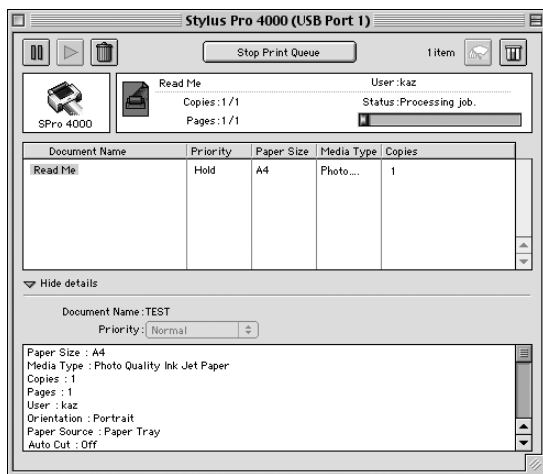 Stylus Pro 4000 (USB Port 1)
Stop Print Queue
1 item
SPro 4000
Read Me
User :kaz
Copies :1 /1
Status :Processing job.
Pages :1 /1
Document Name Priority Paper Size Media Type Copies
Read Me Hold A4 Photo.... 1
Hide details
Document Name :TEST
Priority : Normal
Paper Size : A4
Media Type : Photo Quality Ink Jet Paper
Copies : 1
Pages : 1
User : kaz
Orientation : Portrait
Paper Source : Paper Tray
Auto Cut : Off